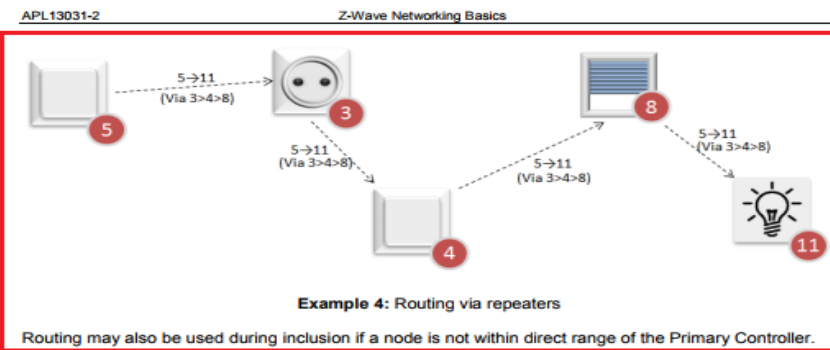 APL13031-2 Z-Wave Networking Basics
5→11
(Via 3>4>8)
5
3
8
5→11
(Via 3>4>8)
5→11
(Via 3>4>8)
5→11
(Via 3>4>8)
4
11
Example 4: Routing via repeaters
Routing may also be used during inclusion if a node is not within direct range of the Primary Controller.